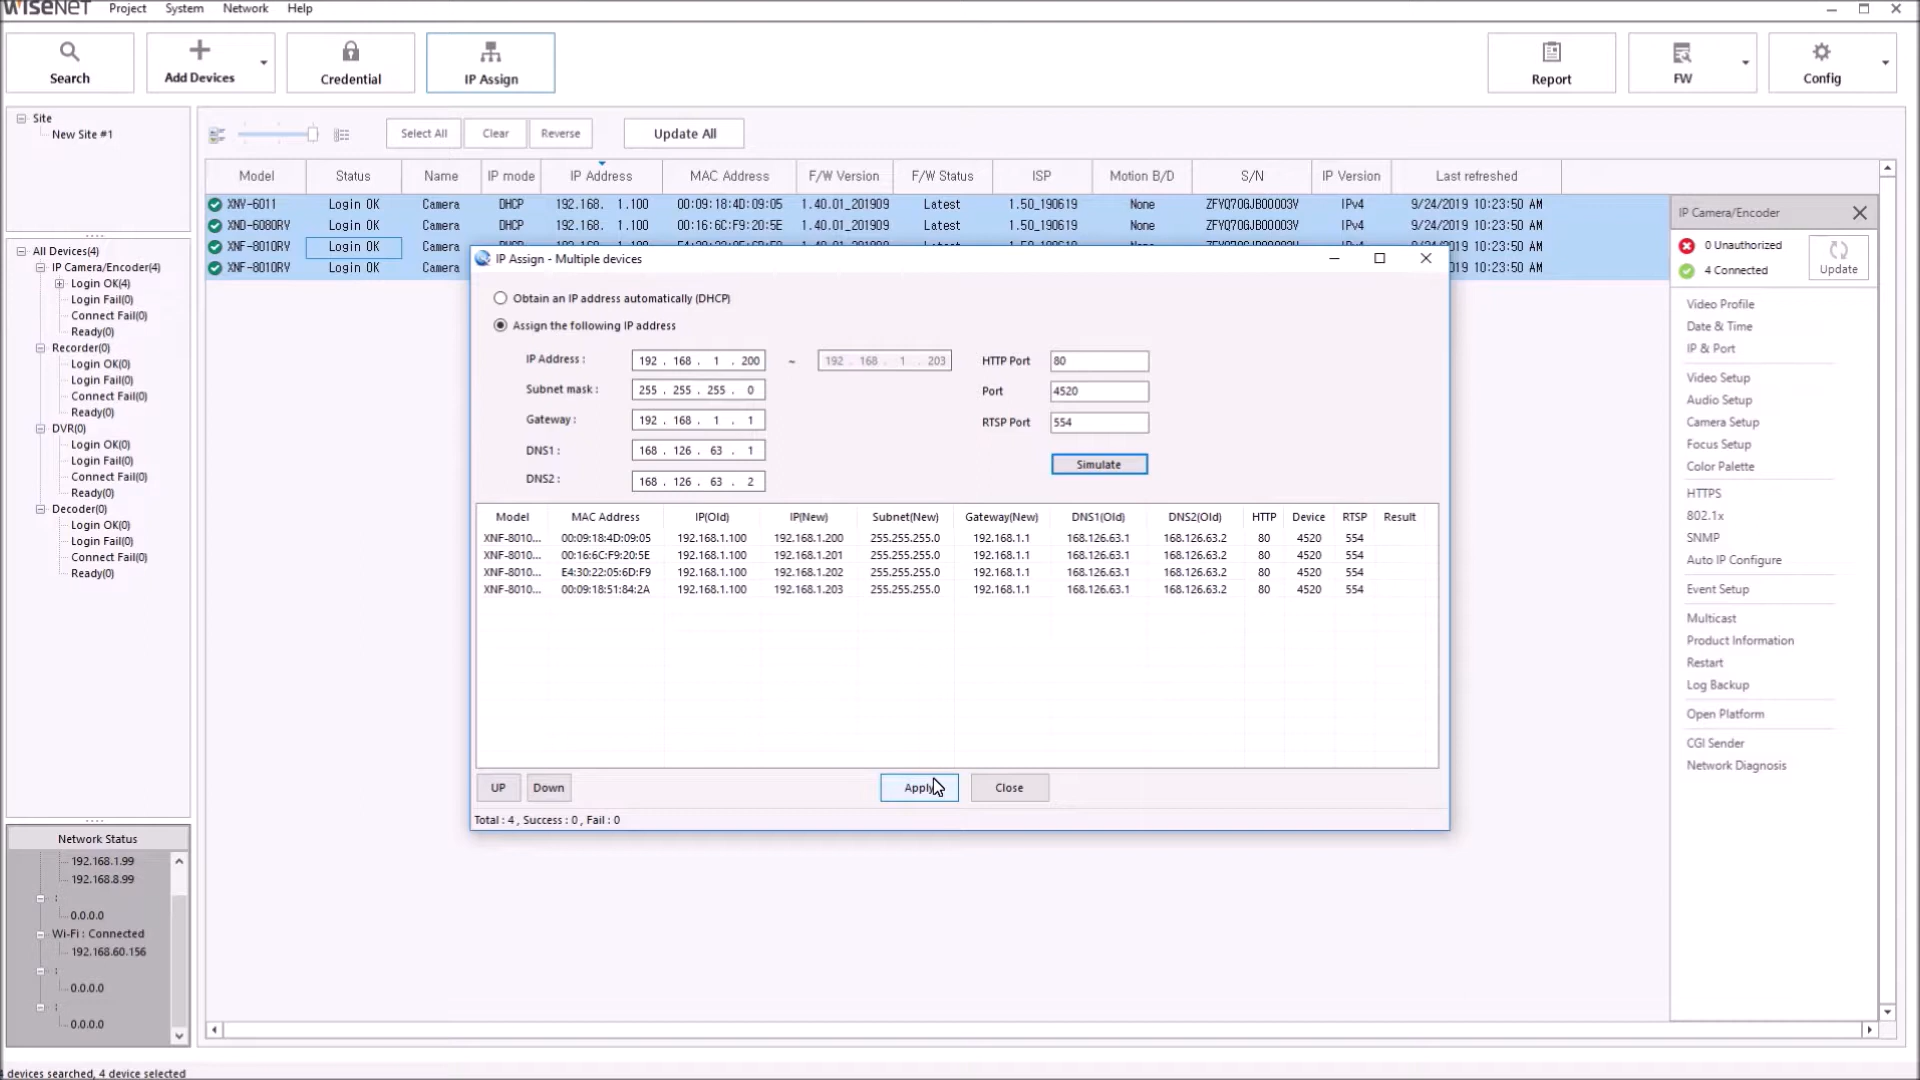 WISENET Project System Network Help
Search Add Devices Credential IP Assign Report FW Config
Site
New Site #1
All Devices(4)
IP Camera/Encoder(4)
Login OK(4)
Login Fail(0)
Connect Fail(0)
Ready(0)
Recorder(0)
Login OK(0)
Login Fail(0)
Connect Fail(0)
Ready(0)
DVR(0)
Login OK(0)
Login Fail(0)
Connect Fail(0)
Ready(0)
Decoder(0)
Login OK(0)
Login Fail(0)
Connect Fail(0)
Ready(0)
Network Status
192.168.1.99
192.168.8.99
:
0.0.0.0
Wi-Fi : Connected
192.168.60.156
:
0.0.0.0
:
0.0.0.0
Select All Clear Reverse Update All
Model Status Name IP mode IP Address MAC Address F/W Version F/W Status ISP Motion B/D S/N IP Version Last refreshed
XNV-6011 Login OK Camera DHCP 192.168. 1.100 00:09:18:4D:09:05 1.40.01_201909 Latest 1.50_190619 None ZFYQ70GJB00003V IPv4 9/24/2019 10:23:50 AM
XND-6080RV Login OK Camera DHCP 192.168. 1.100 00:16:6C:F9:20:5E 1.40.01_201909 Latest 1.50_190619 None ZFYQ70GJB00003V IPv4 9/24/2019 10:23:50 AM
XNF-8010RV Login OK Camera 019 10:23:50 AM
XNF-8010RV Login OK Camera 019 10:23:50 AM
IP Assign - Multiple devices
Obtain an IP address automatically (DHCP)
Assign the following IP address
IP Address : 192 . 168 . 1 . 200 ~ 192 . 168 . 1 . 203 HTTP Port 80
Subnet mask : 255 . 255 . 255 . 0 Port 4520
Gateway : 192 . 168 . 1 . 1 RTSP Port 554
DNS1 : 168 . 126 . 63 . 1 Simulate
DNS2 : 168 . 126 . 63 . 2
Model MAC Address IP(Old) IP(New) Subnet(New) Gateway(New) DNS1(Old) DNS2(Old) HTTP Device RTSP Result
XNF-8010... 00:09:18:4D:09:05 192.168.1.100 192.168.1.200 255.255.255.0 192.168.1.1 168.126.63.1 168.126.63.2 80 4520 554
XNF-8010... 00:16:6C:F9:20:5E 192.168.1.100 192.168.1.201 255.255.255.0 192.168.1.1 168.126.63.1 168.126.63.2 80 4520 554
XNF-8010... E4:30:22:05:6D:F9 192.168.1.100 192.168.1.202 255.255.255.0 192.168.1.1 168.126.63.1 168.126.63.2 80 4520 554
XNF-8010... 00:09:18:51:84:2A 192.168.1.100 192.168.1.203 255.255.255.0 192.168.1.1 168.126.63.1 168.126.63.2 80 4520 554
UP Down Apply Close
Total : 4 , Success : 0 , Fail : 0
IP Camera/Encoder
0 Unauthorized
4 Connected
Update
Video Profile
Date & Time
IP & Port
Video Setup
Audio Setup
Camera Setup
Focus Setup
Color Palette
HTTPS
802.1x
SNMP
Auto IP Configure
Event Setup
Multicast
Product Information
Restart
Log Backup
Open Platform
CGI Sender
Network Diagnosis
devices searched, 4 device selected